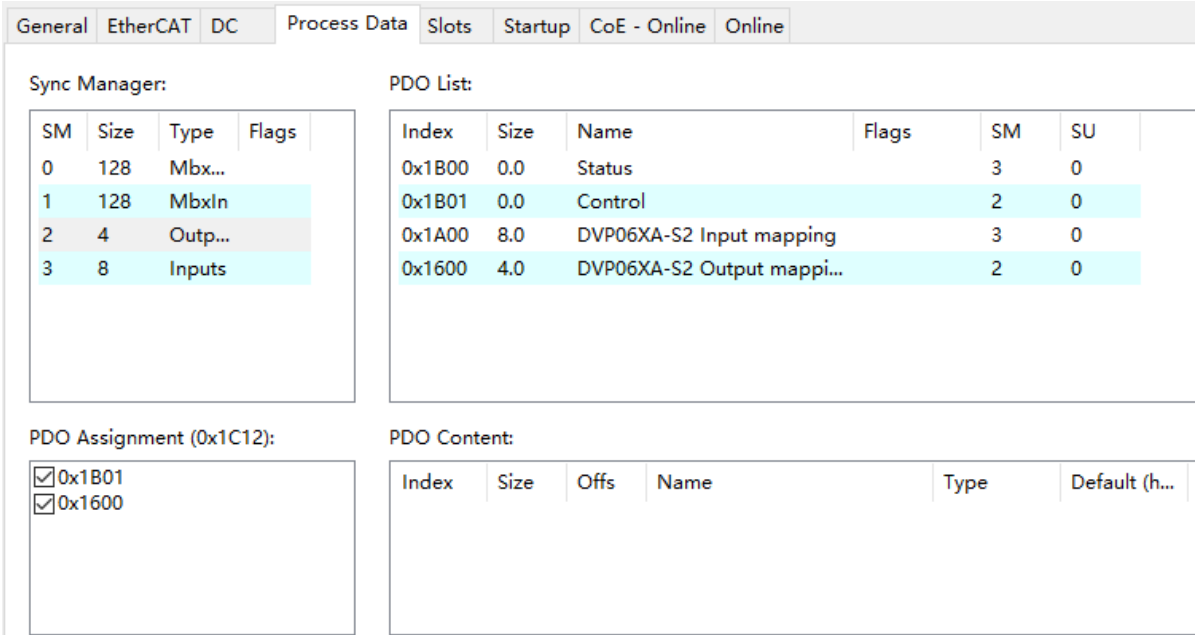 General EtherCAT DC Process Data Slots Startup CoE - Online Online
Sync Manager:
SM Size Type Flags
0 128 Mbx...
1 128 MbxIn
2 4 Outp...
3 8 Inputs
PDO List:
Index Size Name Flags SM SU
0x1B00 0.0 Status 3 0
0x1B01 0.0 Control 2 0
0x1A00 8.0 DVP06XA-S2 Input mapping 3 0
0x1600 4.0 DVP06XA-S2 Output mappi... 2 0
PDO Assignment (0x1C12):
0x1B01
0x1600
PDO Content:
Index Size Offs Name Type Default (h...